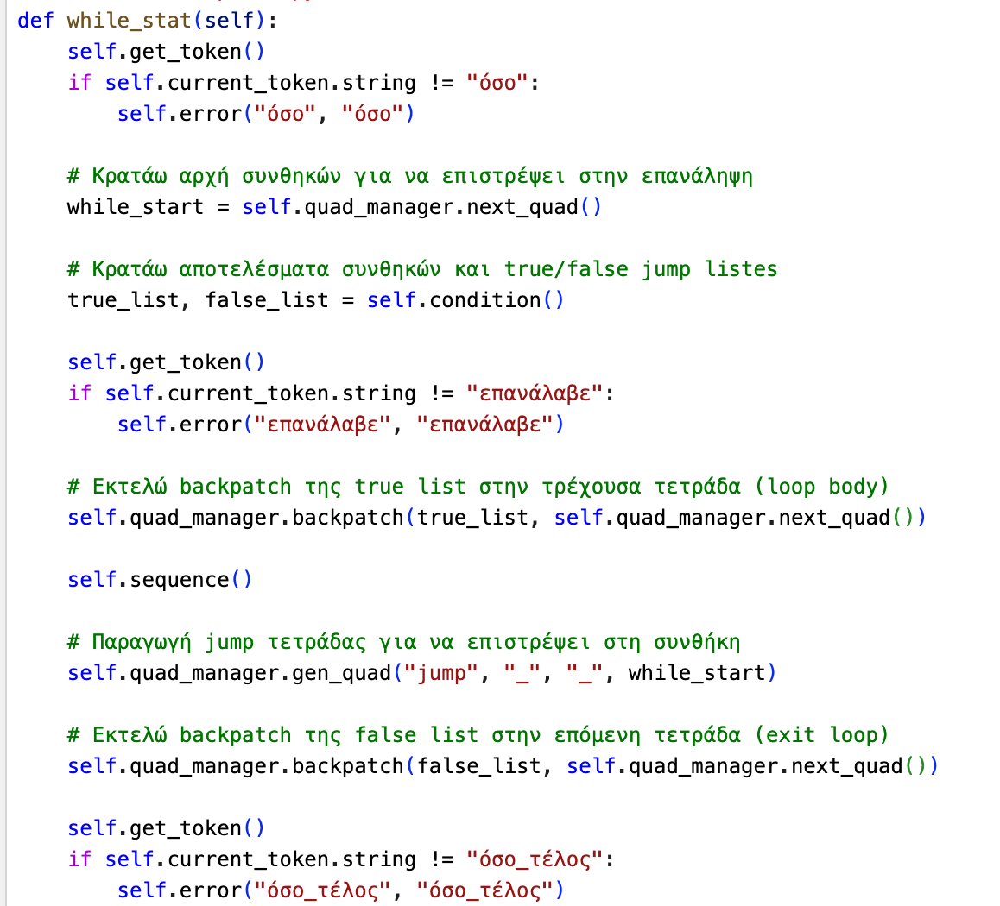 def while_stat(self):
    self.get_token()
    if self.current_token.string != "όσο":
        self.error("όσο", "όσο")

    # Κρατάω αρχή συνθηκών για να επιστρέψει στην επανάληψη
    while_start = self.quad_manager.next_quad()

    # Κρατάω αποτελέσματα συνθηκών και true/false jump listes
    true_list, false_list = self.condition()

    self.get_token()
    if self.current_token.string != "επανάλαβε":
        self.error("επανάλαβε", "επανάλαβε")

    # Εκτελώ backpatch της true list στην τρέχουσα τετράδα (loop body)
    self.quad_manager.backpatch(true_list, self.quad_manager.next_quad())

    self.sequence()

    # Παραγωγή jump τετράδας για να επιστρέψει στη συνθήκη
    self.quad_manager.gen_quad("jump", "_", "_", while_start)

    # Εκτελώ backpatch της false list στην επόμενη τετράδα (exit loop)
    self.quad_manager.backpatch(false_list, self.quad_manager.next_quad())

    self.get_token()
    if self.current_token.string != "όσο_τέλος":
        self.error("όσο_τέλος", "όσο_τέλος")